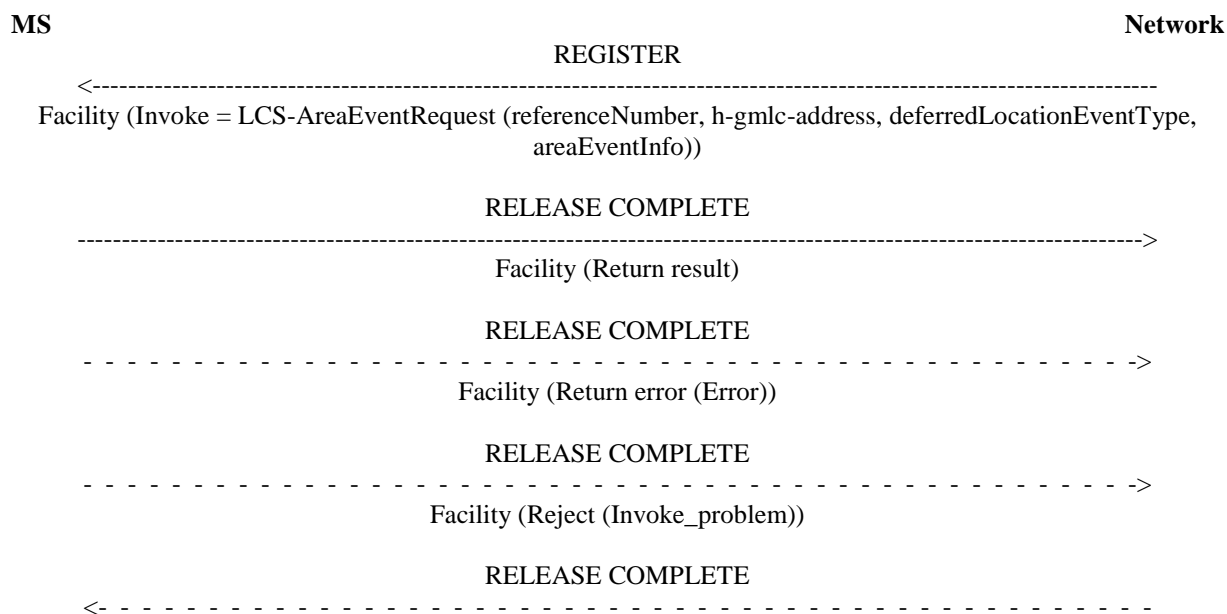 MS Network
REGISTER
<------------------------------------------------------------------------------------------------------------------------
Facility (Invoke = LCS-AreaEventRequest (referenceNumber, h-gmlc-address, deferredLocationEventType,
areaEventInfo))
RELEASE COMPLETE
------------------------------------------------------------------------------------------------------------------------>
Facility (Return result)
RELEASE COMPLETE
- - - - - - - - - - - - - - - - - - - - - - - - - - - - - - - - - - - - - - - - - - - - - - - ->
Facility (Return error (Error))
RELEASE COMPLETE
- - - - - - - - - - - - - - - - - - - - - - - - - - - - - - - - - - - - - - - - - - - - - - - ->
Facility (Reject (Invoke_problem))
RELEASE COMPLETE
<- - - - - - - - - - - - - - - - - - - - - - - - - - - - - - - - - - - - - - - - - - - - - - - -